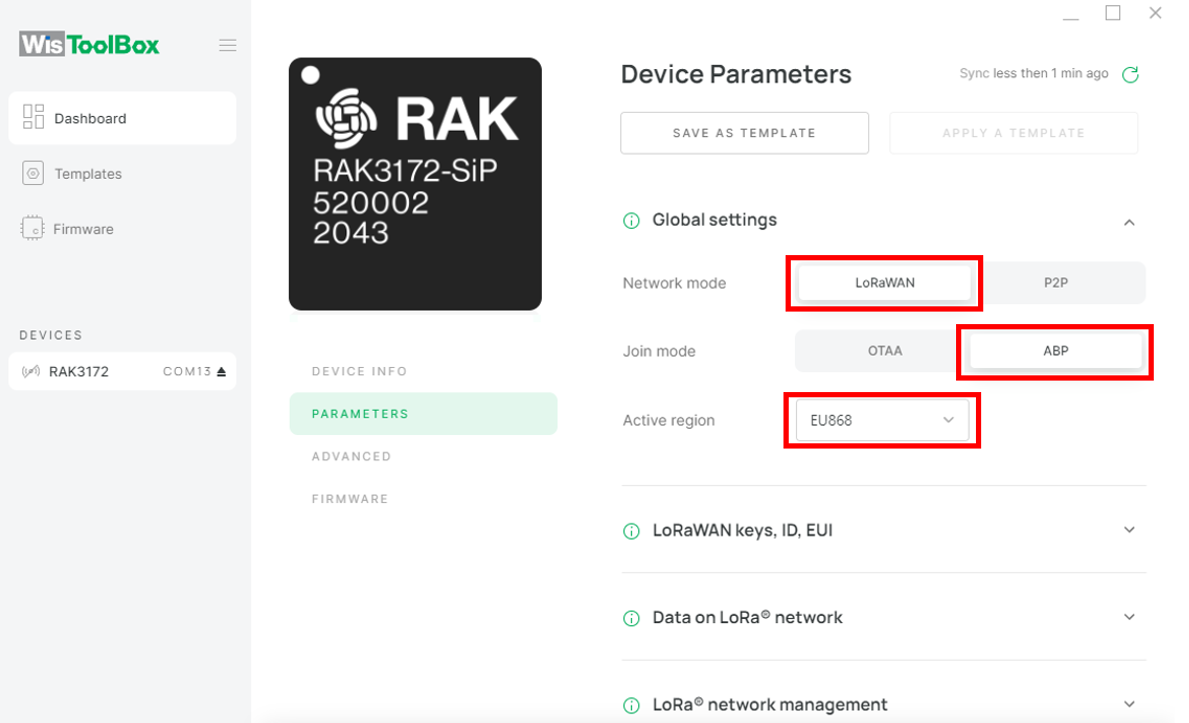 WisToolBox
Dashboard
Templates
Firmware
DEVICES
RAK3172 COM13
RAK
RAK3172-SiP
520002
2043
DEVICE INFO
PARAMETERS
ADVANCED
FIRMWARE
Device Parameters
Sync less then 1 min ago
SAVE AS TEMPLATE
APPLY A TEMPLATE
Global settings
Network mode LoRaWAN P2P
Join mode OTAA ABP
Active region EU868
LoRaWAN keys, ID, EUI
Data on LoRa® network
LoRa® network management